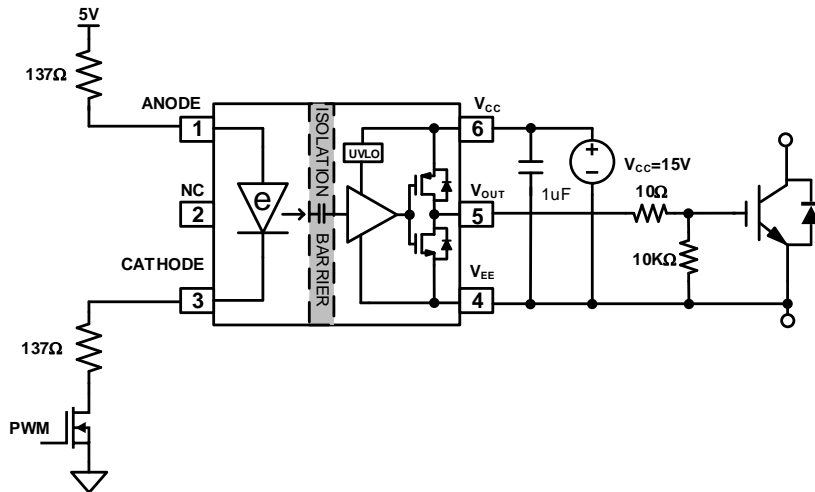 5V
137Ω
ANODE
1
NC
2
CATHODE
3
137Ω
PWM
e
ISOLATION BARRIER
UVLO
VCC
6
VOUT
5
VEE
4
1uF
VCC=15V
10Ω
10KΩ